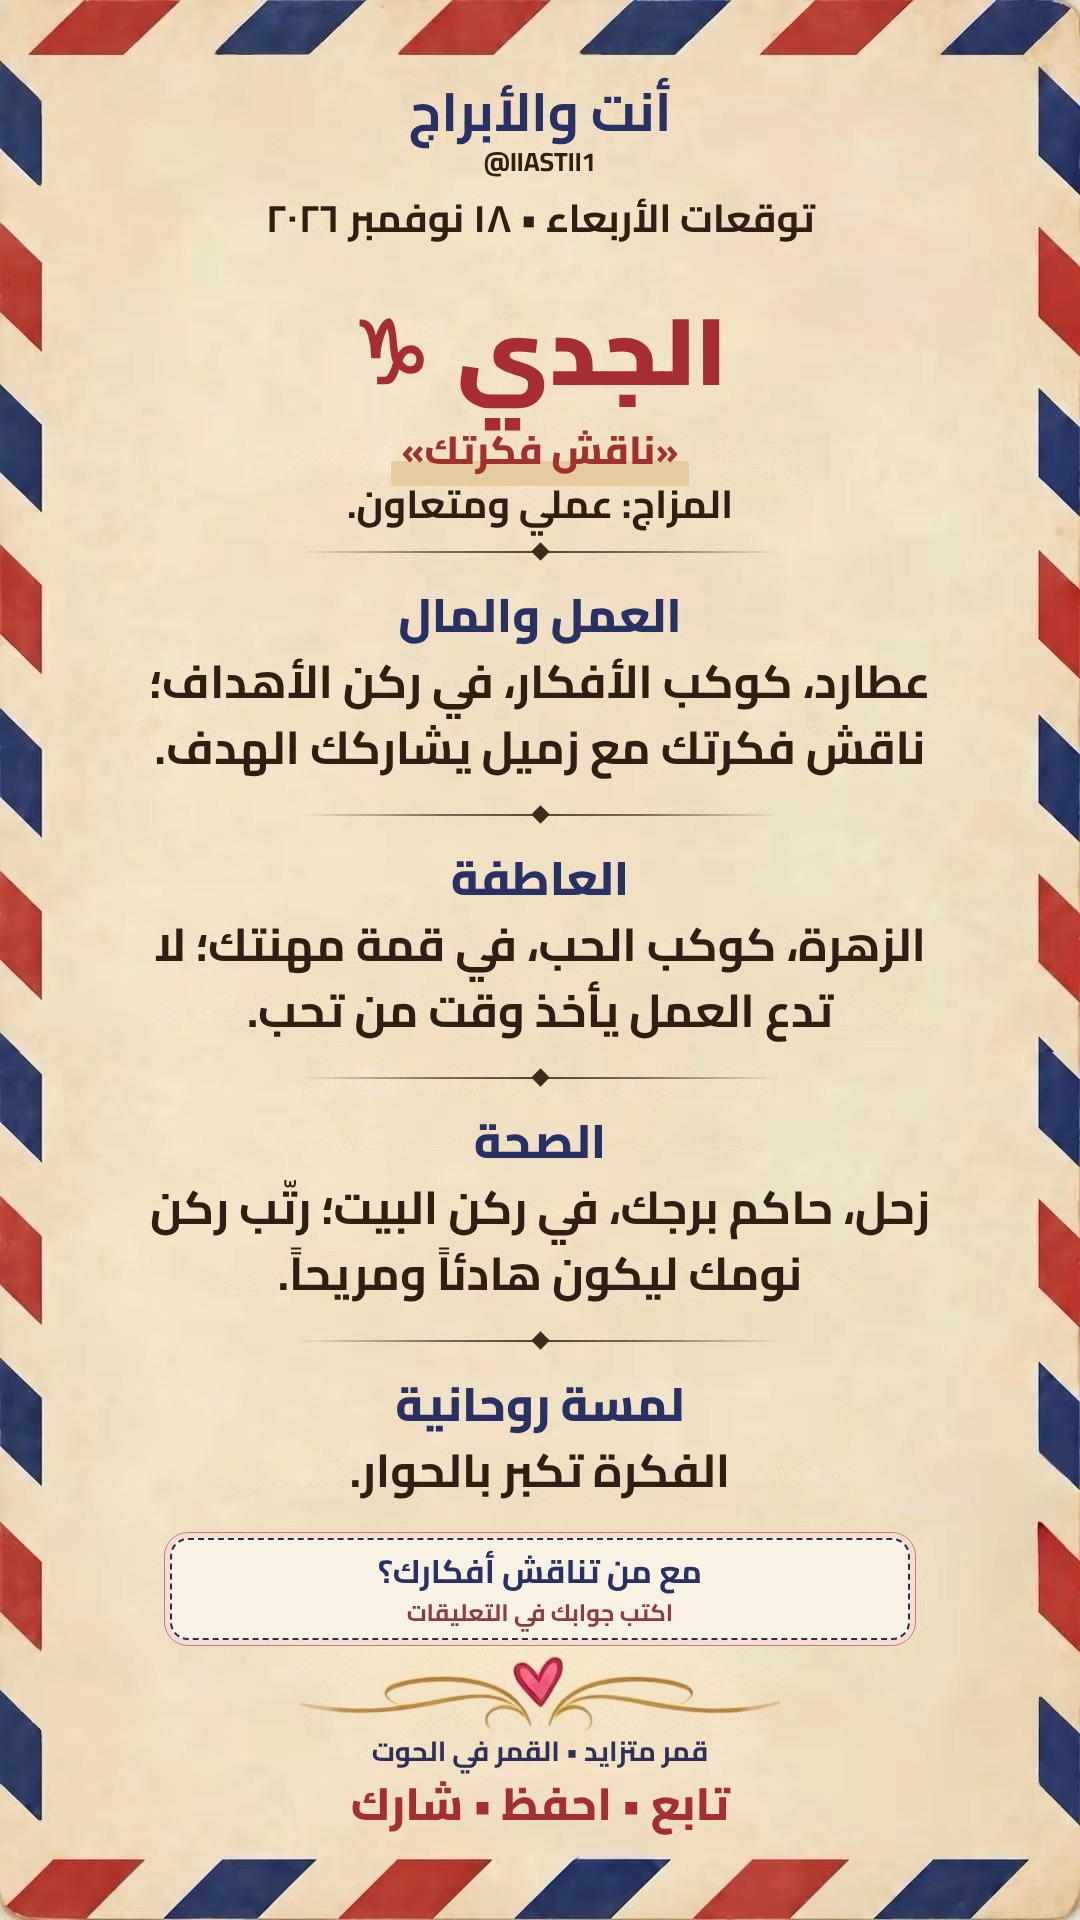 أنت والأبراج
@IIASTII1
توقعات الأربعاء ▪ ١٨ نوفمبر ٢٠٢٦
الجدي ♑
«ناقش فكرتك»
المزاج: عملي ومتعاون.
العمل والمال
عطارد، كوكب الأفكار، في ركن الأهداف؛
ناقش فكرتك مع زميل يشاركك الهدف.
العاطفة
الزهرة، كوكب الحب، في قمة مهنتك؛ لا
تدع العمل يأخذ وقت من تحب.
الصحة
زحل، حاكم برجك، في ركن البيت؛ رتّب ركن
نومك ليكون هادئاً ومريحاً.
لمسة روحانية
الفكرة تكبر بالحوار.
مع من تناقش أفكارك؟
اكتب جوابك في التعليقات
قمر متزايد ▪ القمر في الحوت
تابع ▪ احفظ ▪ شارك